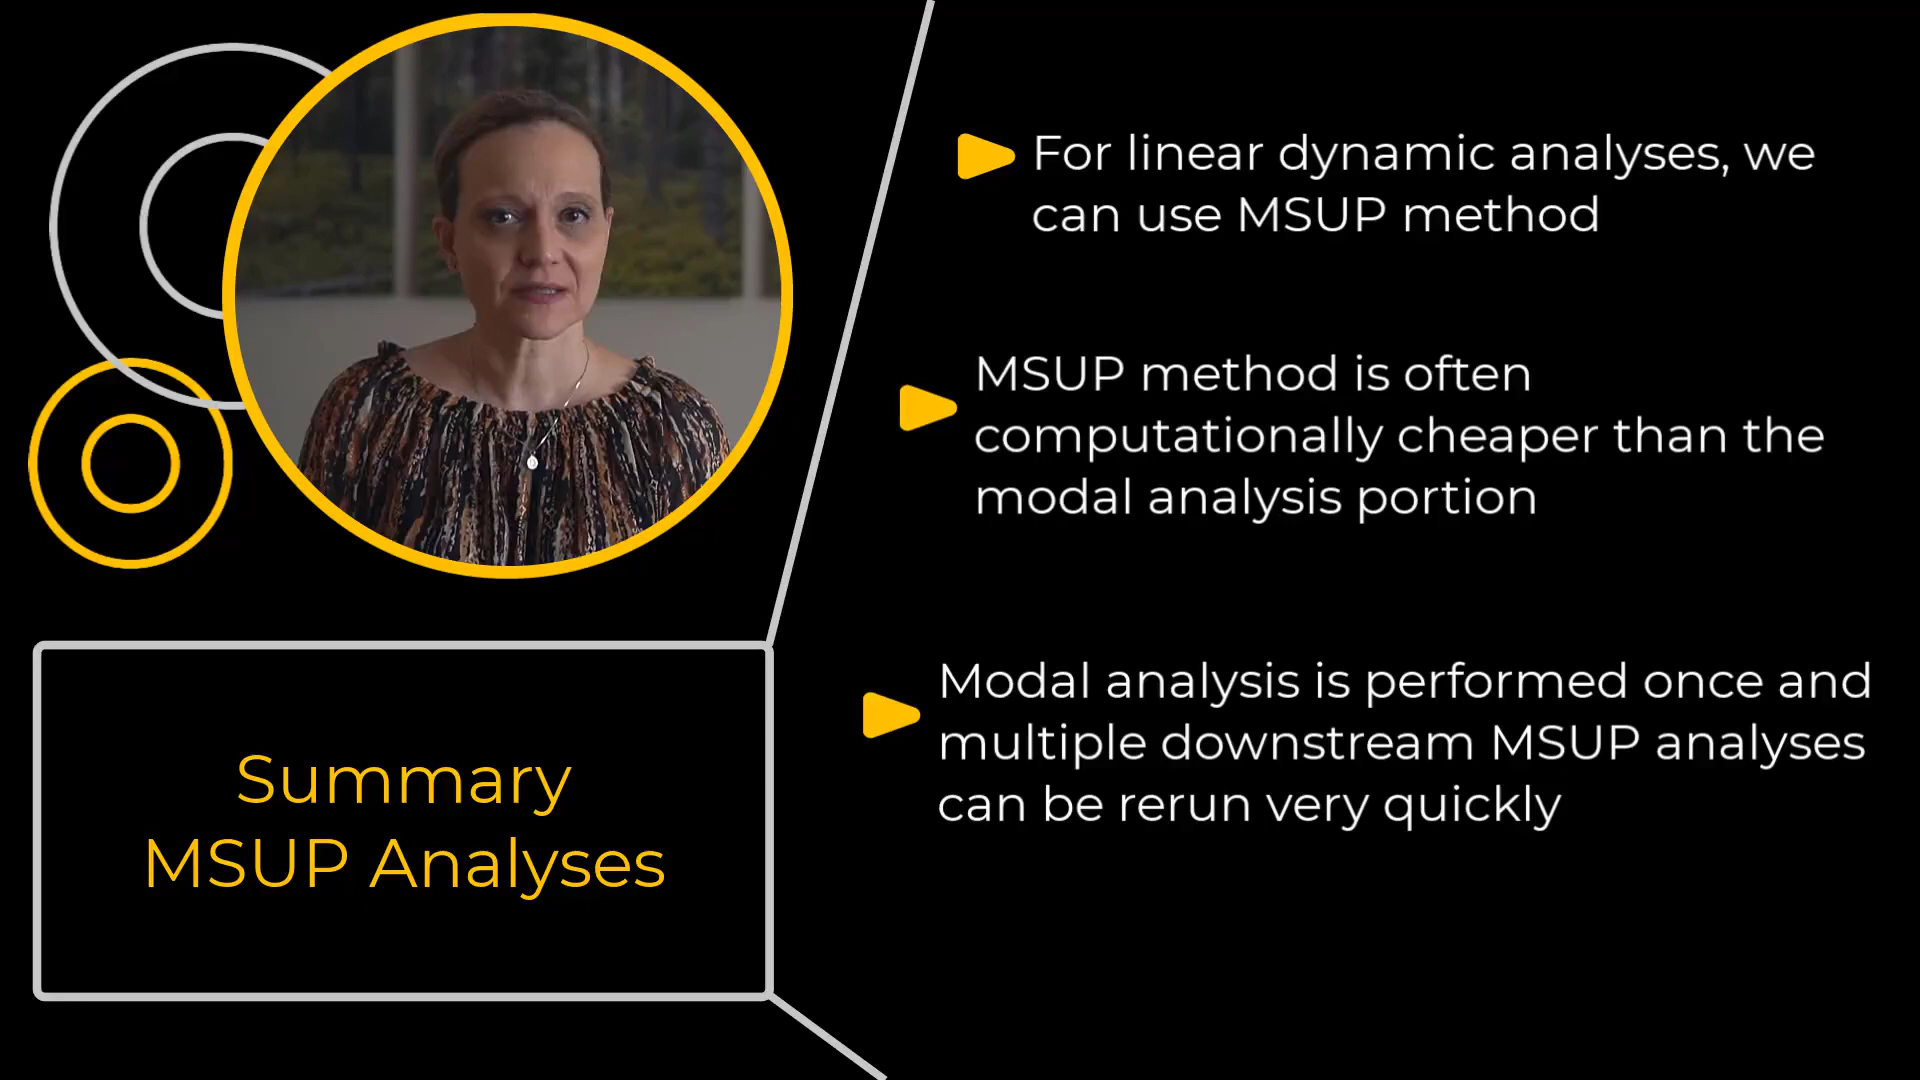 For linear dynamic analyses, we
can use MSUP method
MSUP method is often
computationally cheaper than the
modal analysis portion
Modal analysis is performed once and
multiple downstream MSUP analyses
can be rerun very quickly
Summary
MSUP Analyses